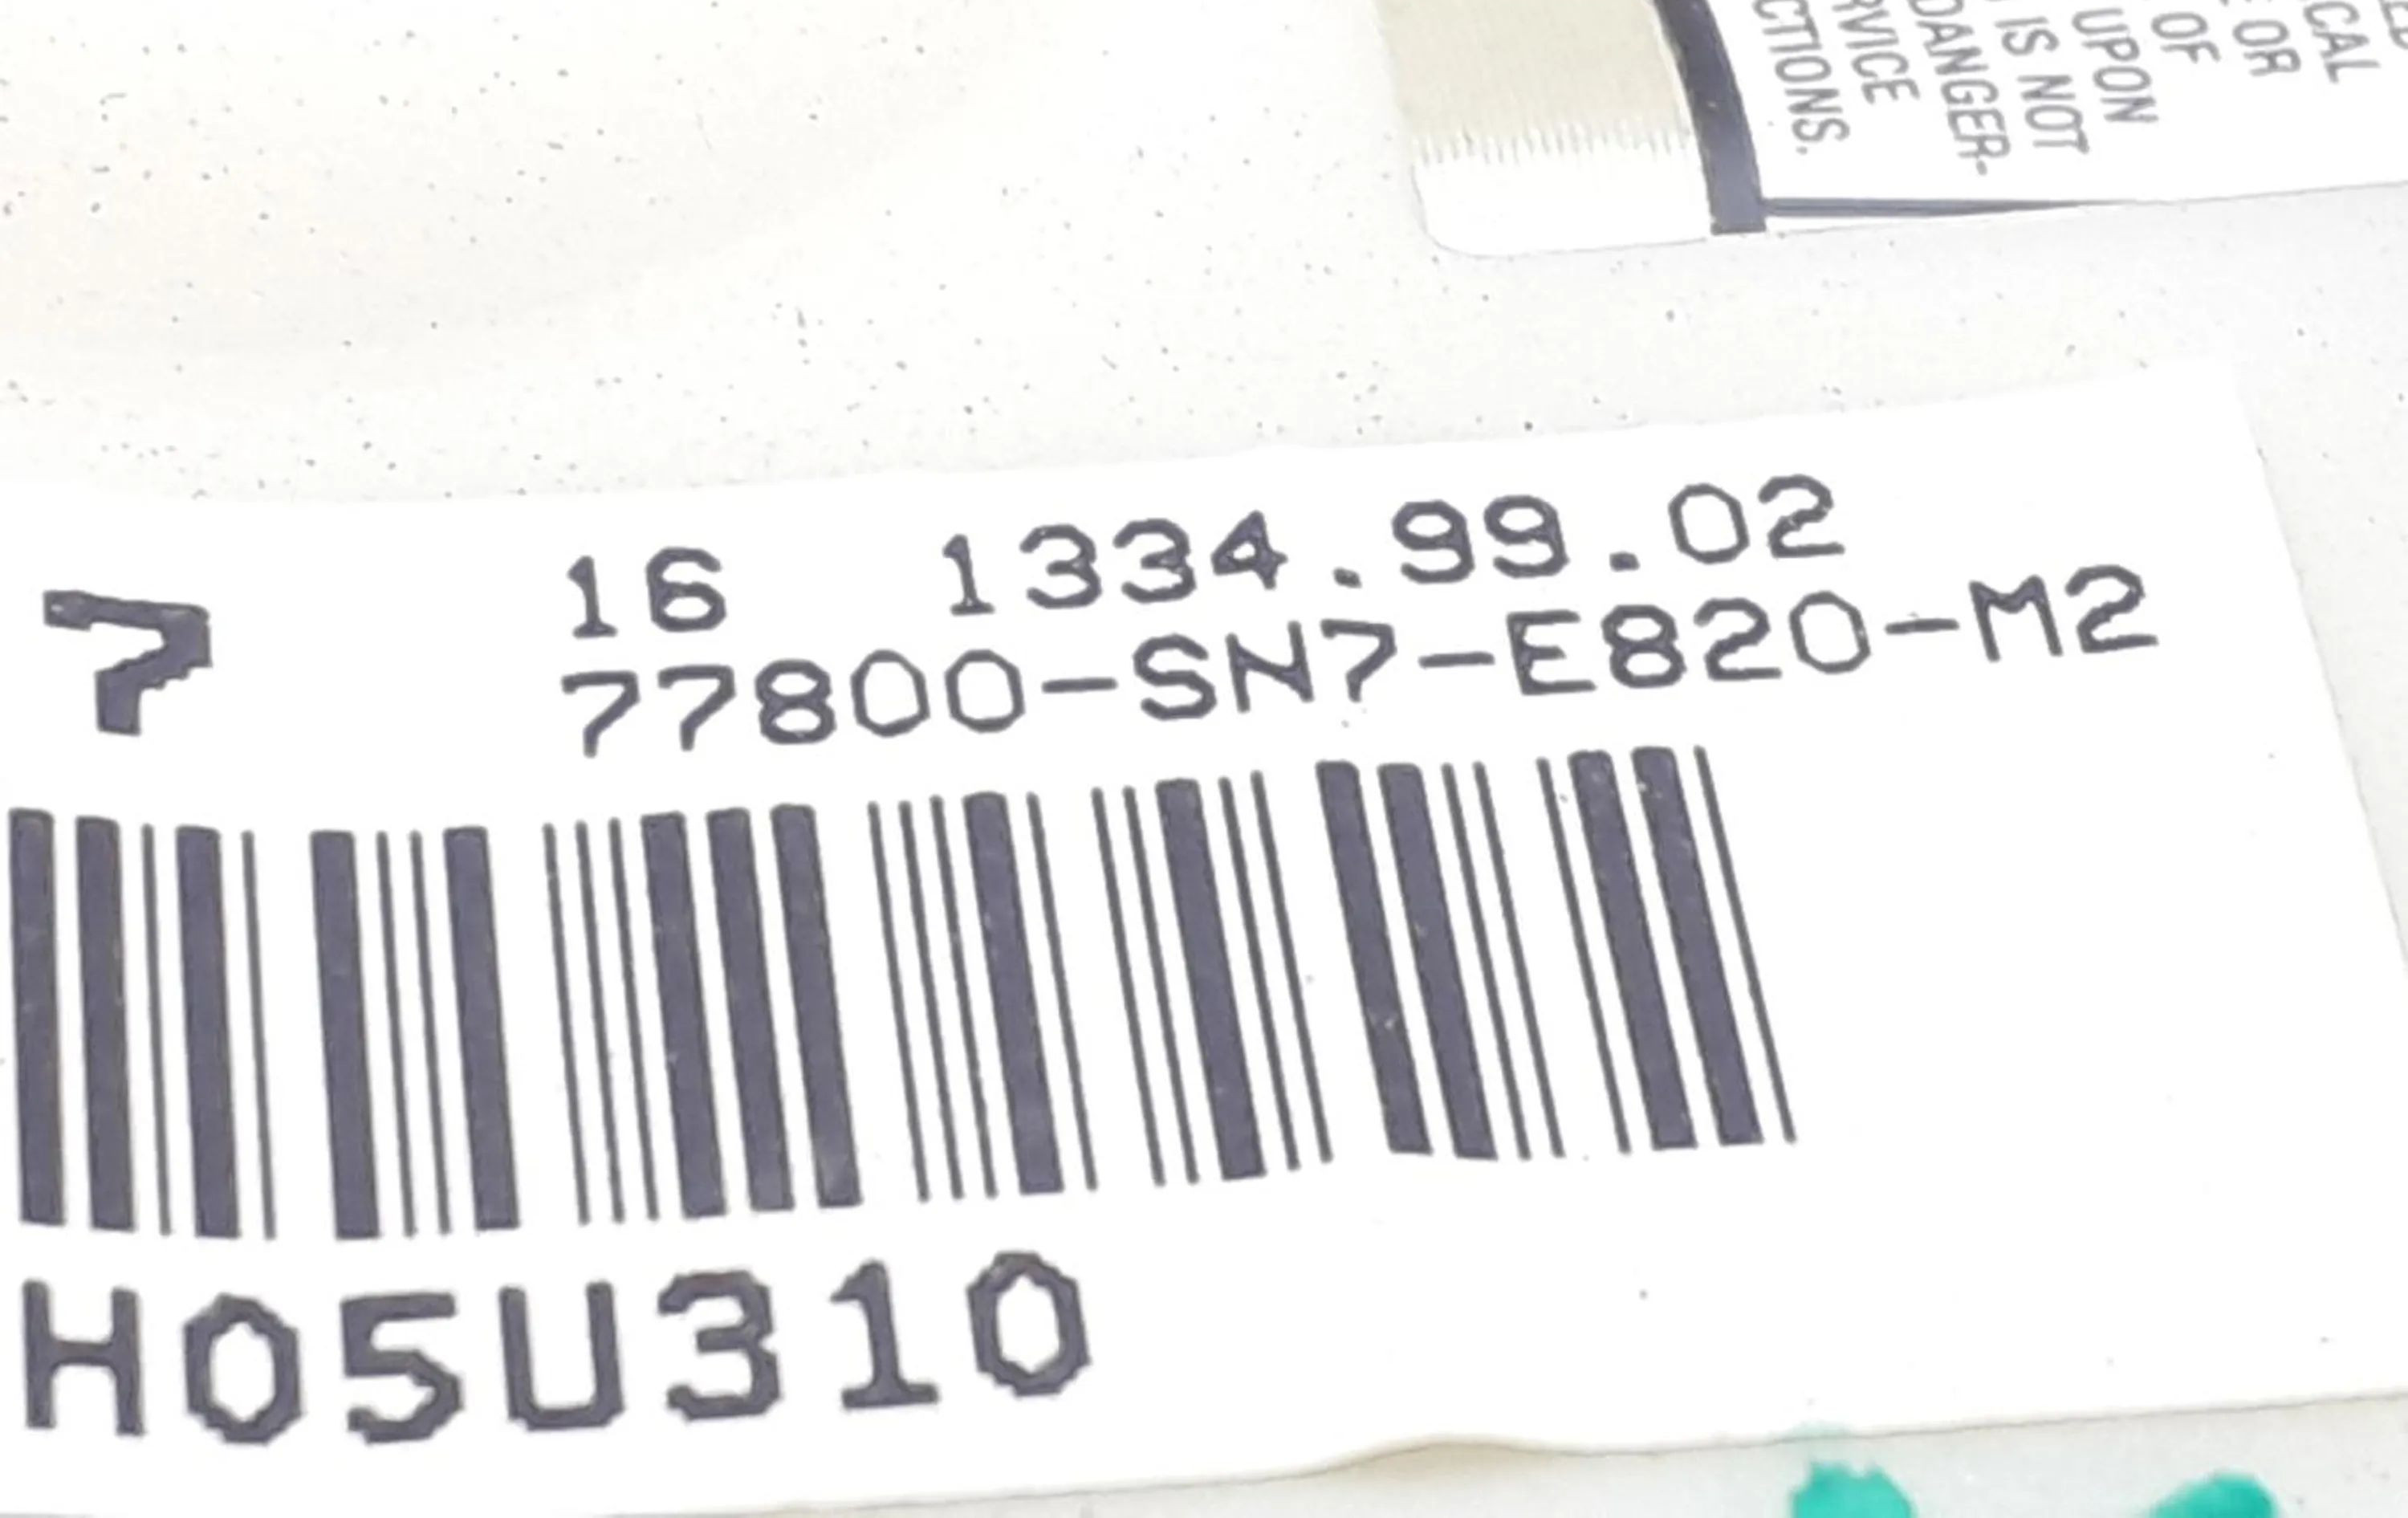 CTIONS.
RVICE
DANGER-
IS NOT
UPON
OF
OR
CAL
7
16 1334.99.02
77800-SN7-E820-M2
H05U310